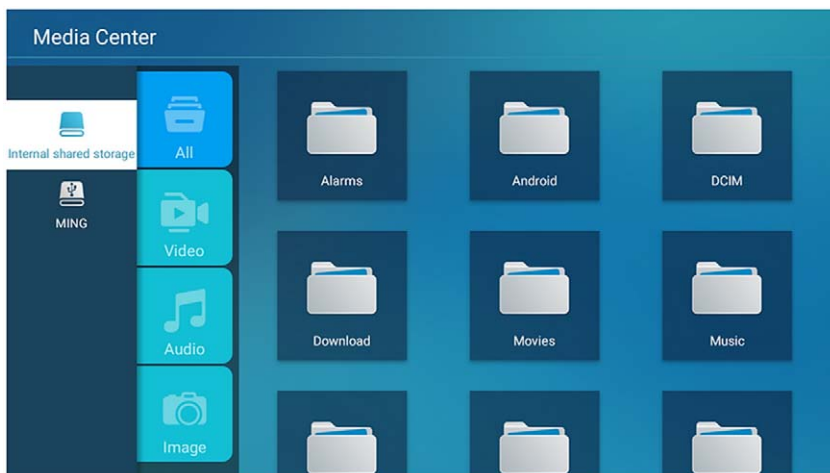 Media Center
Internal shared storage
MING
All
Video
Audio
Image
Alarms
Android
DCIM
Download
Movies
Music